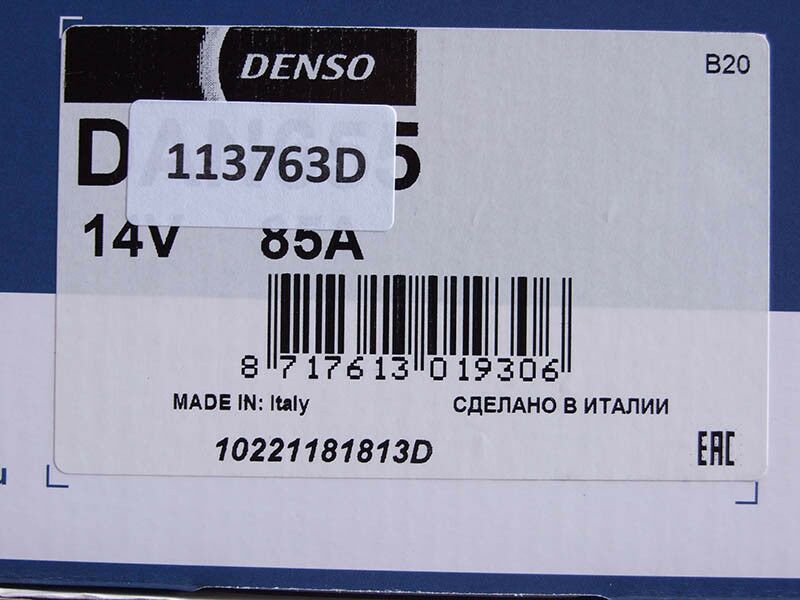 DENSO
B20
113763D
14V 85A
8 717613 019306
MADE IN: Italy
СДЕЛАНО В ИТАЛИИ
10221181813D
EAC